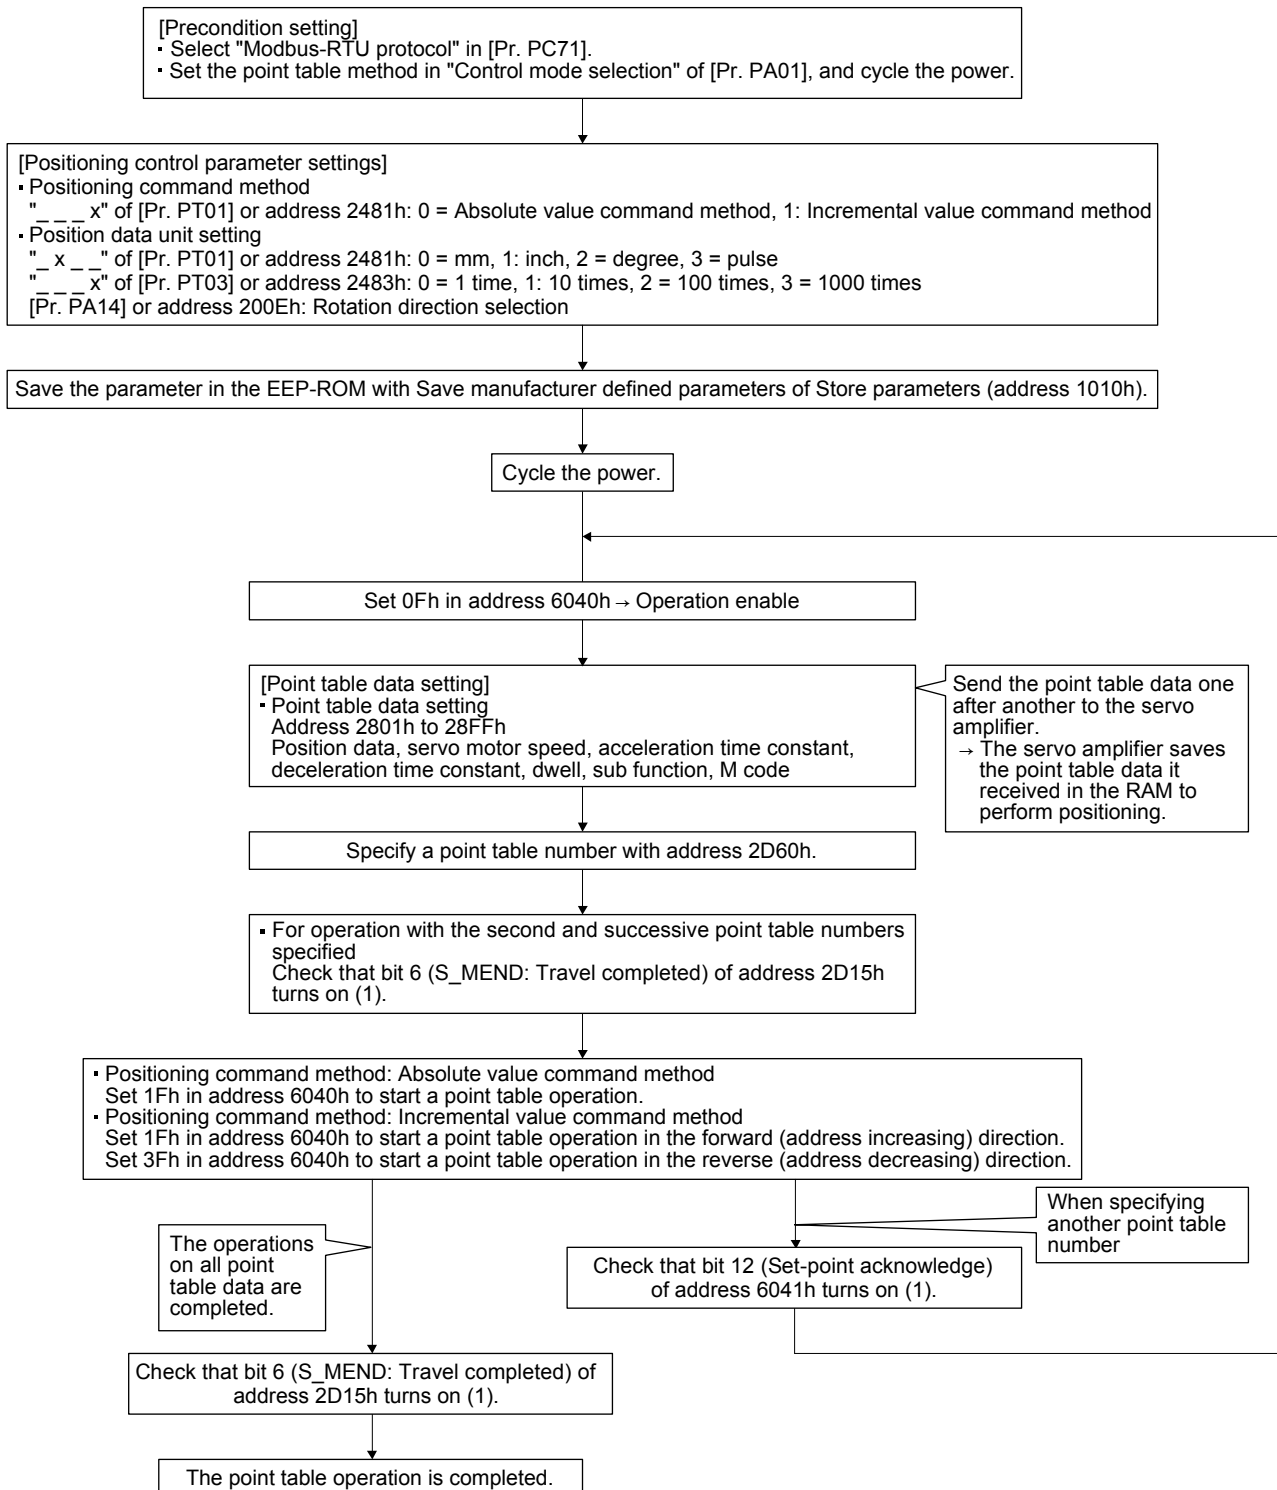 [Precondition setting]
▪ Select "Modbus-RTU protocol" in [Pr. PC71].
▪ Set the point table method in "Control mode selection" of [Pr. PA01], and cycle the power.
[Positioning control parameter settings]
▪ Positioning command method
"_ _ _ x" of [Pr. PT01] or address 2481h: 0 = Absolute value command method, 1: Incremental value command method
▪ Position data unit setting
"_ x _ _" of [Pr. PT01] or address 2481h: 0 = mm, 1: inch, 2 = degree, 3 = pulse
"_ _ _ x" of [Pr. PT03] or address 2483h: 0 = 1 time, 1: 10 times, 2 = 100 times, 3 = 1000 times
[Pr. PA14] or address 200Eh: Rotation direction selection
Save the parameter in the EEP-ROM with Save manufacturer defined parameters of Store parameters (address 1010h).
Cycle the power.
Set 0Fh in address 6040h → Operation enable
[Point table data setting]
▪ Point table data setting
Address 2801h to 28FFh
Position data, servo motor speed, acceleration time constant,
deceleration time constant, dwell, sub function, M code
Send the point table data one
after another to the servo
amplifier.
→ The servo amplifier saves
the point table data it
received in the RAM to
perform positioning.
Specify a point table number with address 2D60h.
▪ For operation with the second and successive point table numbers
specified
Check that bit 6 (S_MEND: Travel completed) of address 2D15h
turns on (1).
▪ Positioning command method: Absolute value command method
Set 1Fh in address 6040h to start a point table operation.
▪ Positioning command method: Incremental value command method
Set 1Fh in address 6040h to start a point table operation in the forward (address increasing) direction.
Set 3Fh in address 6040h to start a point table operation in the reverse (address decreasing) direction.
When specifying
another point table
number
The operations
on all point
table data are
completed.
Check that bit 12 (Set-point acknowledge)
of address 6041h turns on (1).
Check that bit 6 (S_MEND: Travel completed) of
address 2D15h turns on (1).
The point table operation is completed.